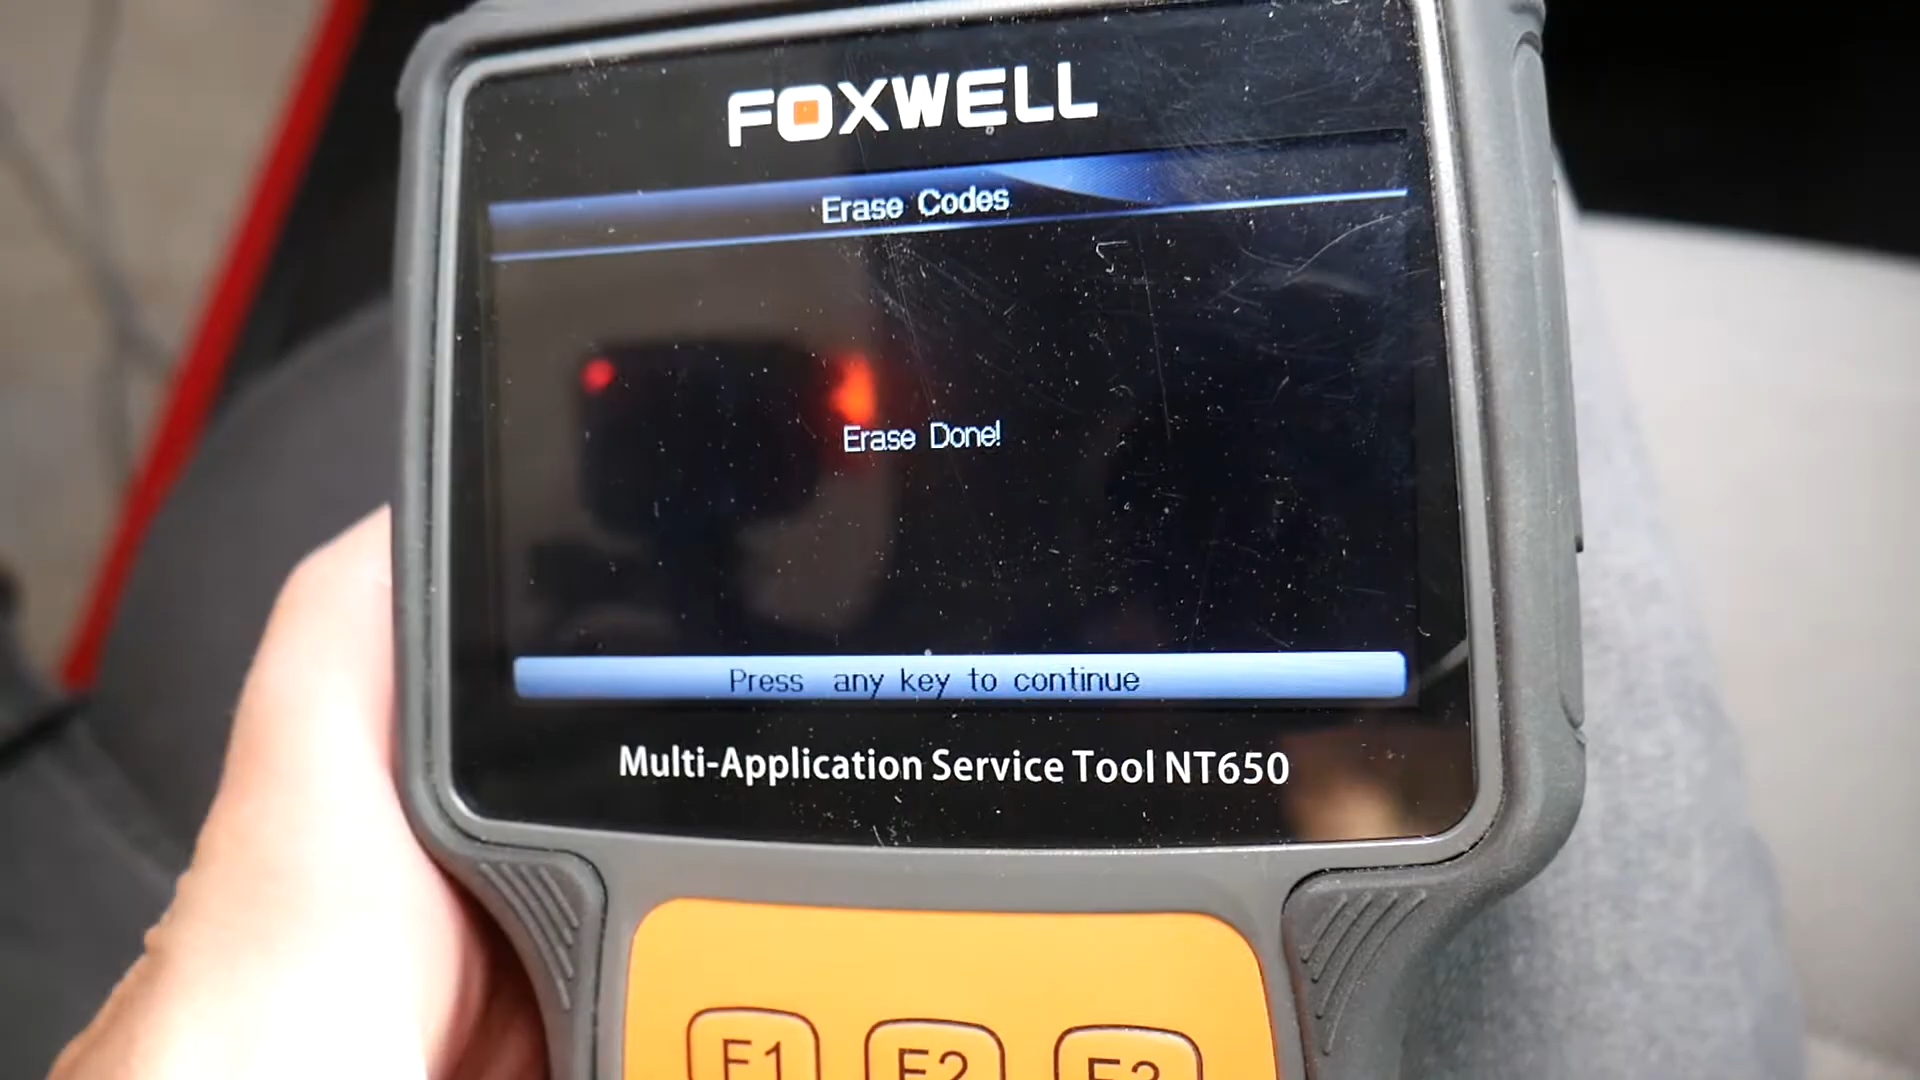 FOXWELL
Erase Codes
Erase Done!
Press any key to continue
Multi-Application Service Tool NT650
F1 F2 F3